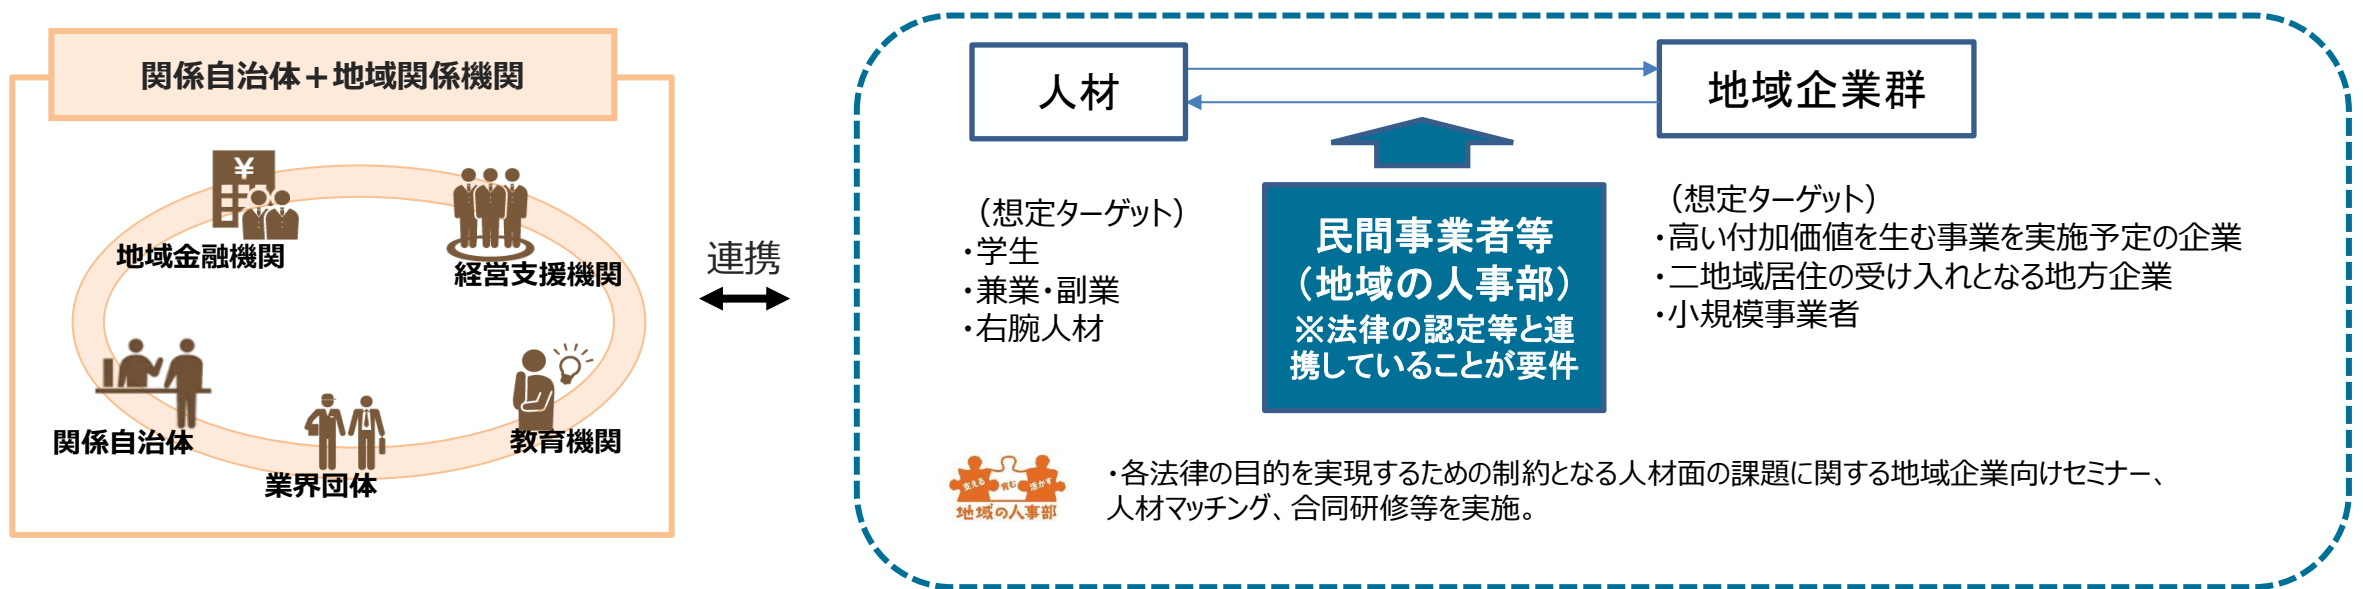 関係自治体＋地域関係機関
¥
地域金融機関
経営支援機関
関係自治体
業界団体
教育機関
連携
人材
地域企業群
（想定ターゲット）
・学生
・兼業・副業
・右腕人材
民間事業者等
（地域の人事部）
※法律の認定等と連
携していることが要件
（想定ターゲット）
・高い付加価値を生む事業を実施予定の企業
・二地域居住の受け入れとなる地方企業
・小規模事業者
支える 育む 活かす
地域の人事部
・各法律の目的を実現するための制約となる人材面の課題に関する地域企業向けセミナー、
人材マッチング、合同研修等を実施。